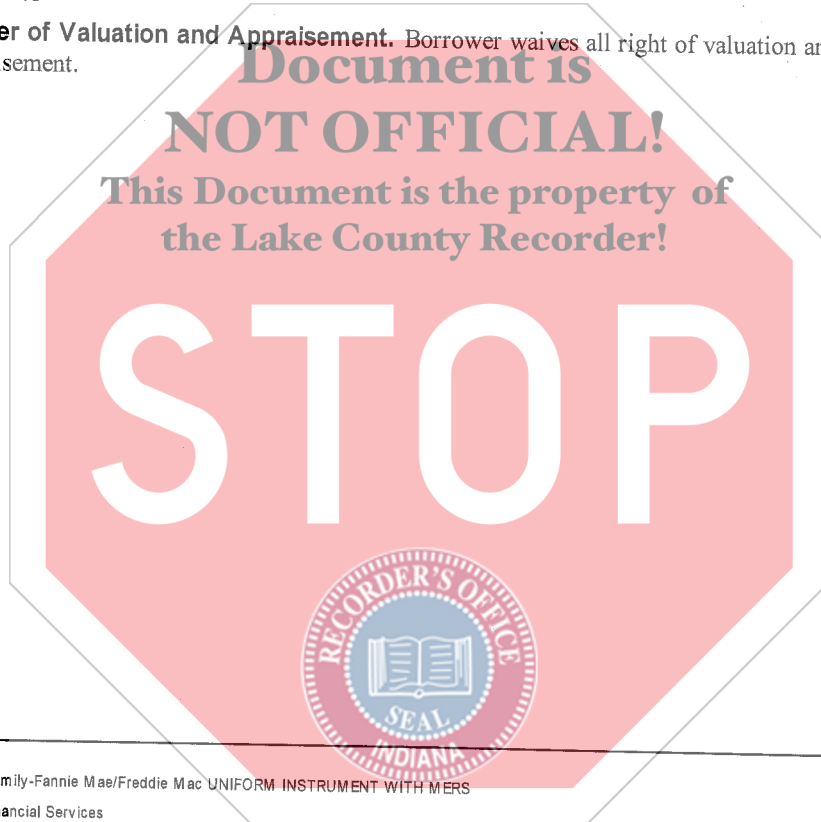 er of Valuation and Appraisement. Borrower waives all right of valuation an
sement.
Document is
NOT OFFICIAL!
This Document is the property of
the Lake County Recorder!
STOP
RECORDER'S OFFICE
SEAL
INDIANA
mily-Fannie Mae/Freddie Mac UNIFORM INSTRUMENT WITH MERS
ancial Services